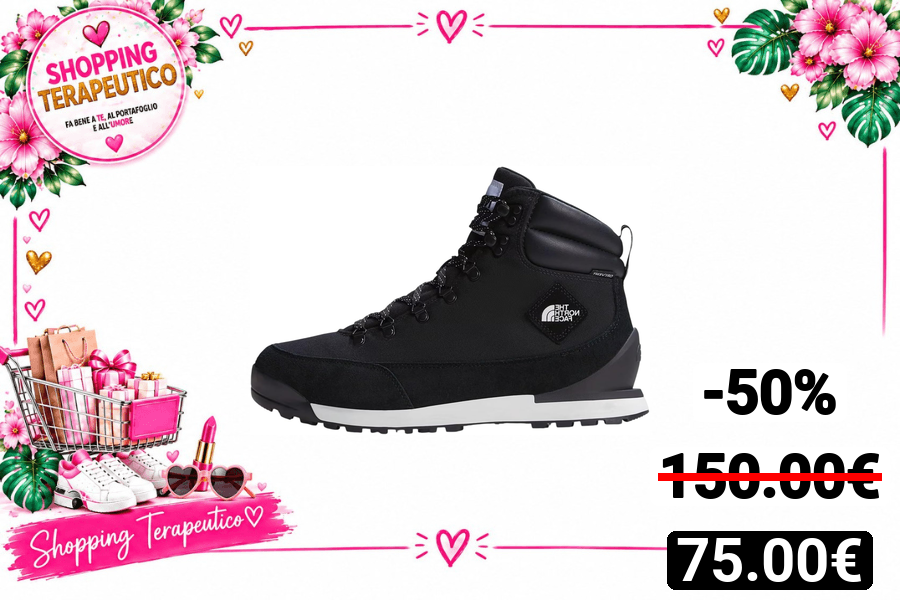 SHOPPING
TERAPEUTICO
FA BENE A TE, AL PORTAFOGLIO
E ALL'UMORE
THE
NORTH
FACE
-50%
150.00€
75.00€
Shopping Terapeutico